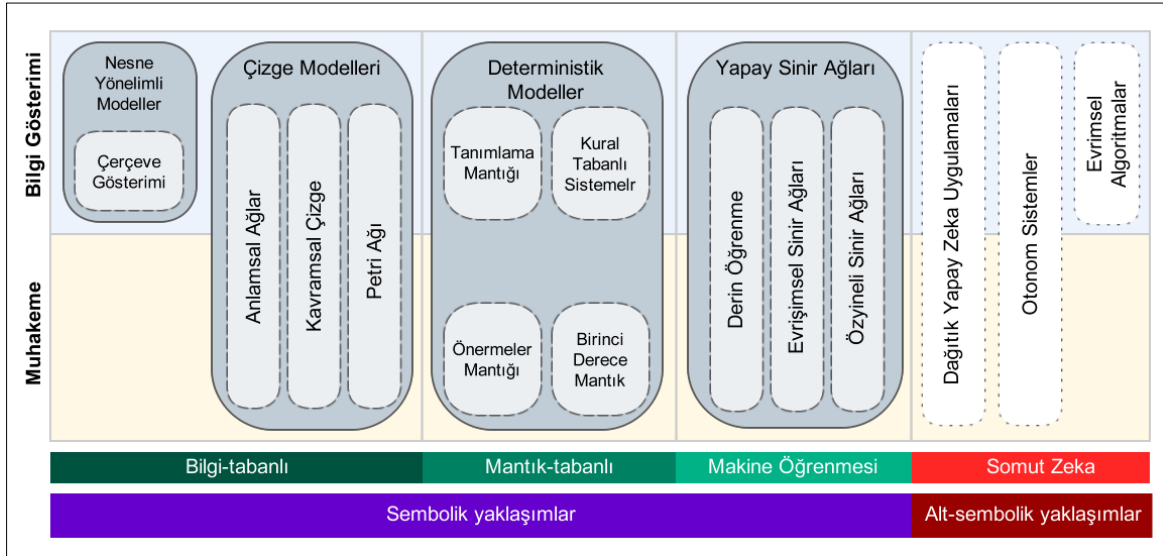 Bilgi Gösterimi
Muhakeme
Nesne
Yönelimli
Modeller
Çerçeve
Gösterimi
Çizge Modelleri
Anlamsal Ağlar
Kavramsal Çizge
Petri Ağı
Deterministik
Modeller
Tanımlama
Mantığı
Kural
Tabanlı
Sistemelr
Önermeler
Mantığı
Birinci
Derece
Mantık
Yapay Sinir Ağları
Derin Öğrenme
Evrişimsel Sinir Ağları
Özyineli Sinir Ağları
Dağıtık Yapay Zeka Uygulamaları
Otonom Sistemler
Evrimsel
Algoritmalar
Bilgi-tabanlı
Mantık-tabanlı
Makine Öğrenmesi
Somut Zeka
Sembolik yaklaşımlar
Alt-sembolik yaklaşımlar